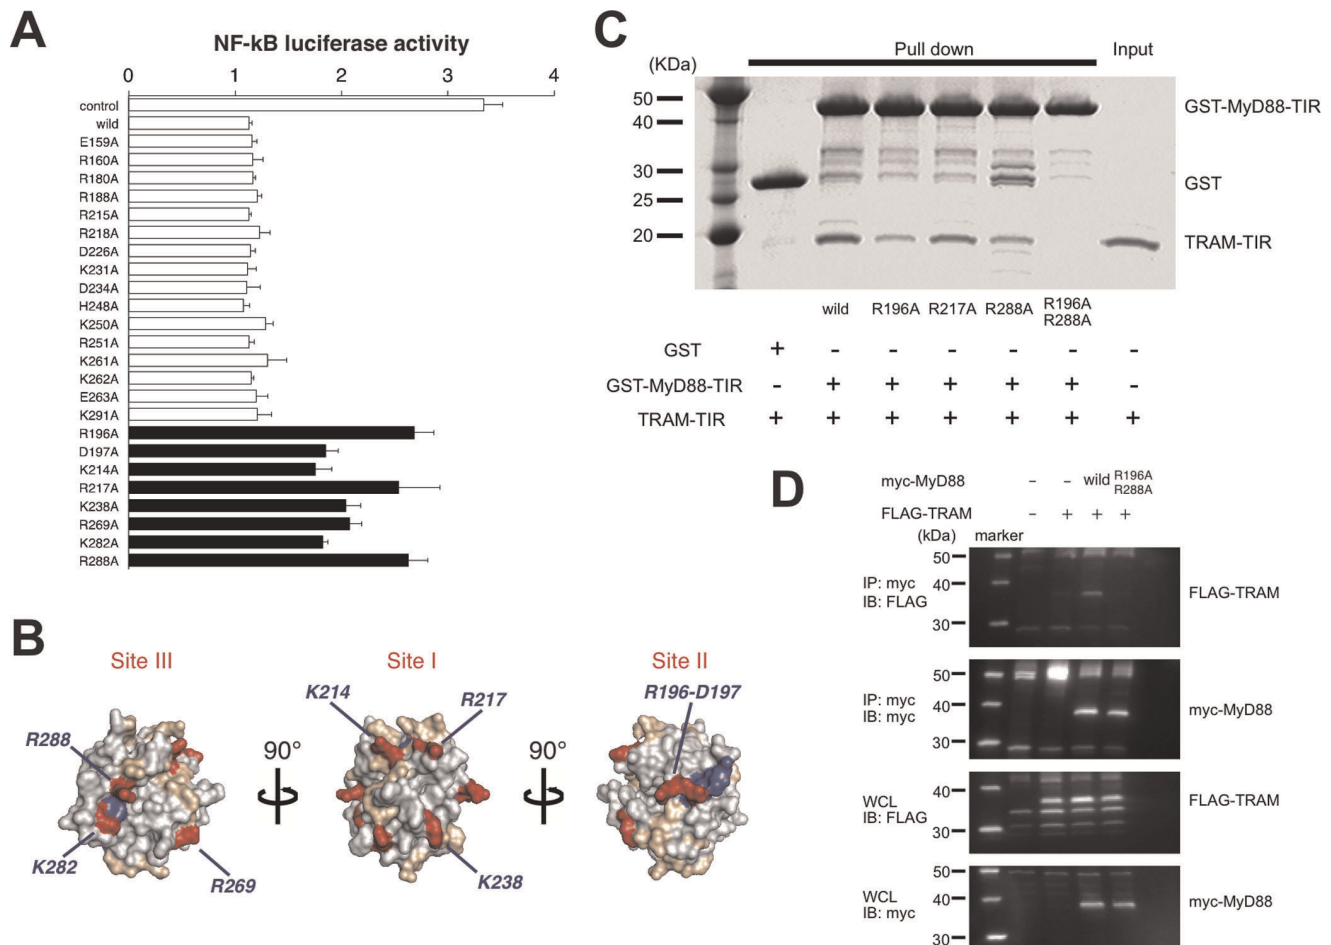 A
NF-kB luciferase activity
0 1 2 3 4
control
wild
E159A
R160A
R180A
R188A
R215A
R218A
D226A
K231A
D234A
H248A
K250A
R251A
K261A
K262A
E263A
K291A
R196A
D197A
K214A
R217A
K238A
R269A
K282A
R288A
B
Site III Site I Site II
R288
K282
R269
90°
K214
R217
K238
90°
R196-D197
C
Pull down Input
(KDa)
50
40
30
25
20
GST-MyD88-TIR
GST
TRAM-TIR
wild R196A R217A R288A R196A
R288A
GST + - - - - - -
GST-MyD88-TIR - + + + + + -
TRAM-TIR + + + + + + +
D
myc-MyD88 – – wild R196A
R288A
FLAG-TRAM – + + +
(kDa) marker
50
40
30
IP: myc
IB: FLAG
FLAG-TRAM
50
40
30
IP: myc
IB: myc
myc-MyD88
40
30
WCL
IB: FLAG
FLAG-TRAM
50
40
30
WCL
IB: myc
myc-MyD88